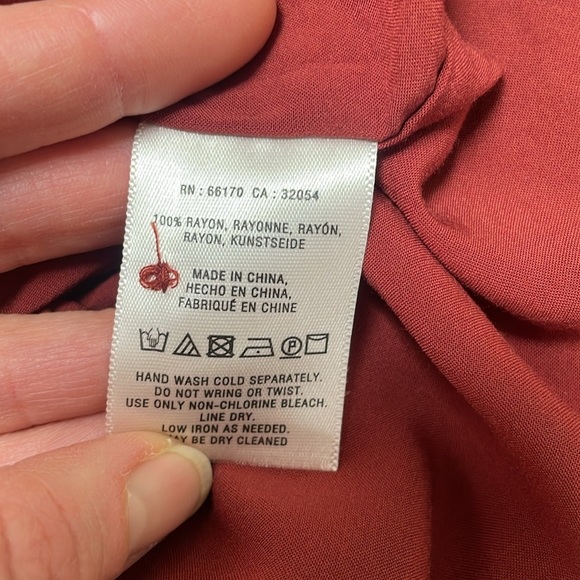 RN : 66170 CA : 32054
100% RAYON, RAYONNE, RAYÓN,
RAYON, KUNSTSEIDE
MADE IN CHINA,
HECHO EN CHINA,
FABRIQUÉ EN CHINE
P
HAND WASH COLD SEPARATELY.
DO NOT WRING OR TWIST.
USE ONLY NON-CHLORINE BLEACH.
LINE DRY.
LOW IRON AS NEEDED.
MAY BE DRY CLEANED